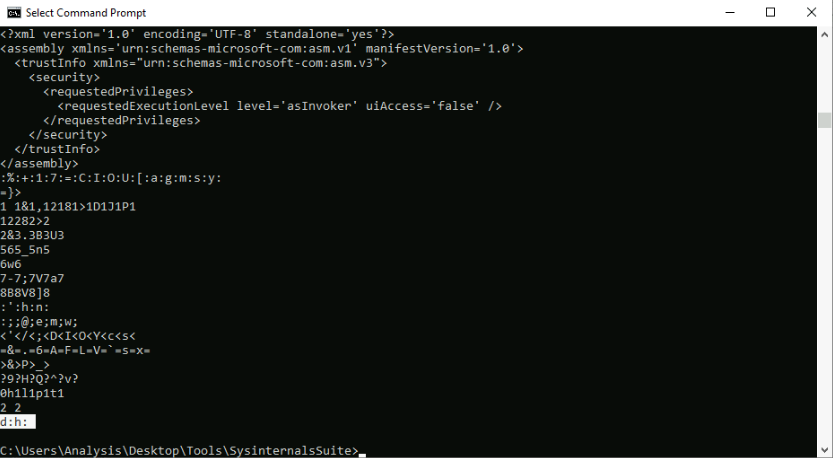 Select Command Prompt
<?xml version='1.0' encoding='UTF-8' standalone='yes'?>
<assembly xmlns='urn:schemas-microsoft-com:asm.v1' manifestVersion='1.0'>
  <trustInfo xmlns="urn:schemas-microsoft-com:asm.v3">
    <security>
      <requestedPrivileges>
        <requestedExecutionLevel level='asInvoker' uiAccess='false' />
      </requestedPrivileges>
    </security>
  </trustInfo>
</assembly>
:%:+:1:7:=:C:I:O:U:[:a:g:m:s:y:
=}>
1 1&1,12181>1D1J1P1
12282>2
2&3.3B3U3
565_5n5
6w6
7-7;7V7a7
8B8V8]8
:':h:n:
:;;@;e;m;w;
<'</<;<D<I<O<Y<c<s<
=&=.=6=A=F=L=V=`=s=x=
>&>P>_>
?9?H?Q?^?v?
0h1l1p1t1
2 2
d:h:
C:\Users\Analysis\Desktop\Tools\SysinternalsSuite>